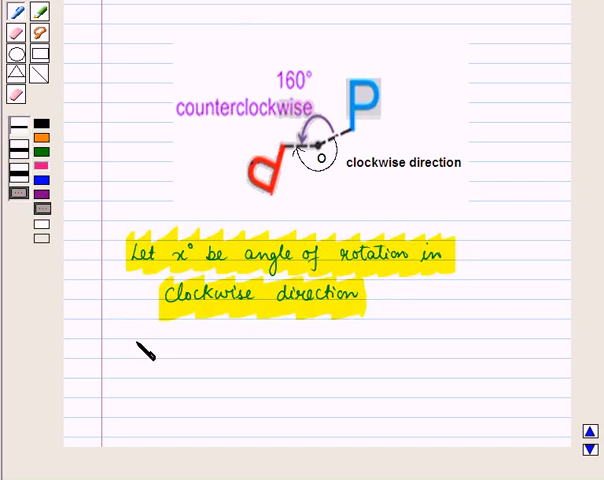 160°
counterclockwise
P
P
O
clockwise direction
Let x° be angle of rotation in
Clockwise direction